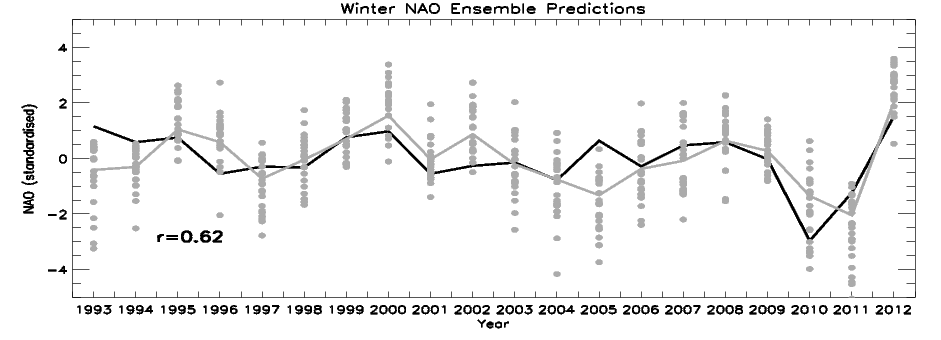 Winter NAO Ensemble Predictions
4
2
0
−2
−4
NAO (standardised)
r=0.62
1993 1994 1995 1996 1997 1998 1999 2000 2001 2002 2003 2004 2005 2006 2007 2008 2009 2010 2011 2012
Year